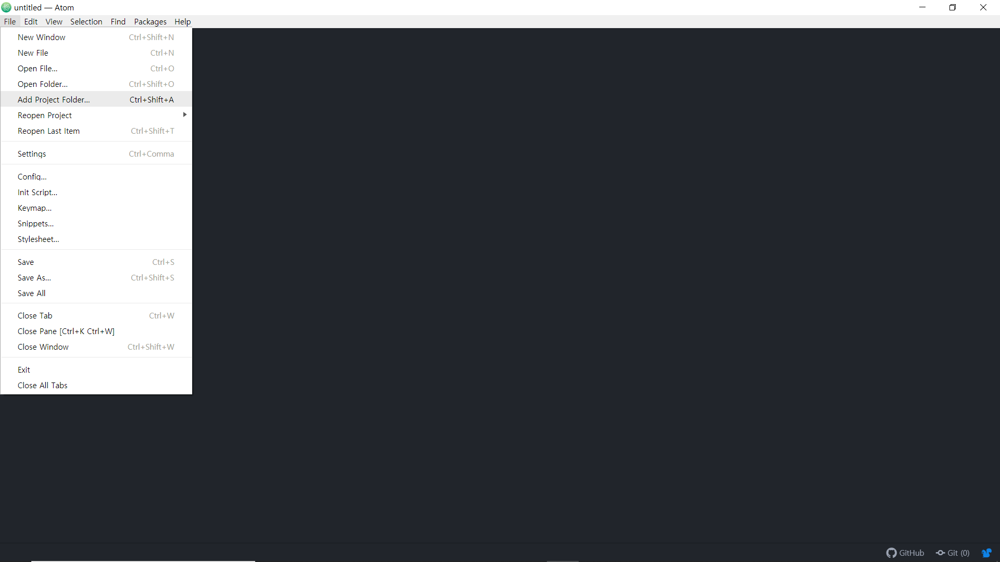 untitled — Atom
File Edit View Selection Find Packages Help
New Window Ctrl+Shift+N
New File Ctrl+N
Open File... Ctrl+O
Open Folder... Ctrl+Shift+O
Add Project Folder... Ctrl+Shift+A
Reopen Project
Reopen Last Item Ctrl+Shift+T
Settings Ctrl+Comma
Config...
Init Script...
Keymap...
Snippets...
Stylesheet...
Save Ctrl+S
Save As... Ctrl+Shift+S
Save All
Close Tab Ctrl+W
Close Pane [Ctrl+K Ctrl+W]
Close Window Ctrl+Shift+W
Exit
Close All Tabs
GitHub Git (0)